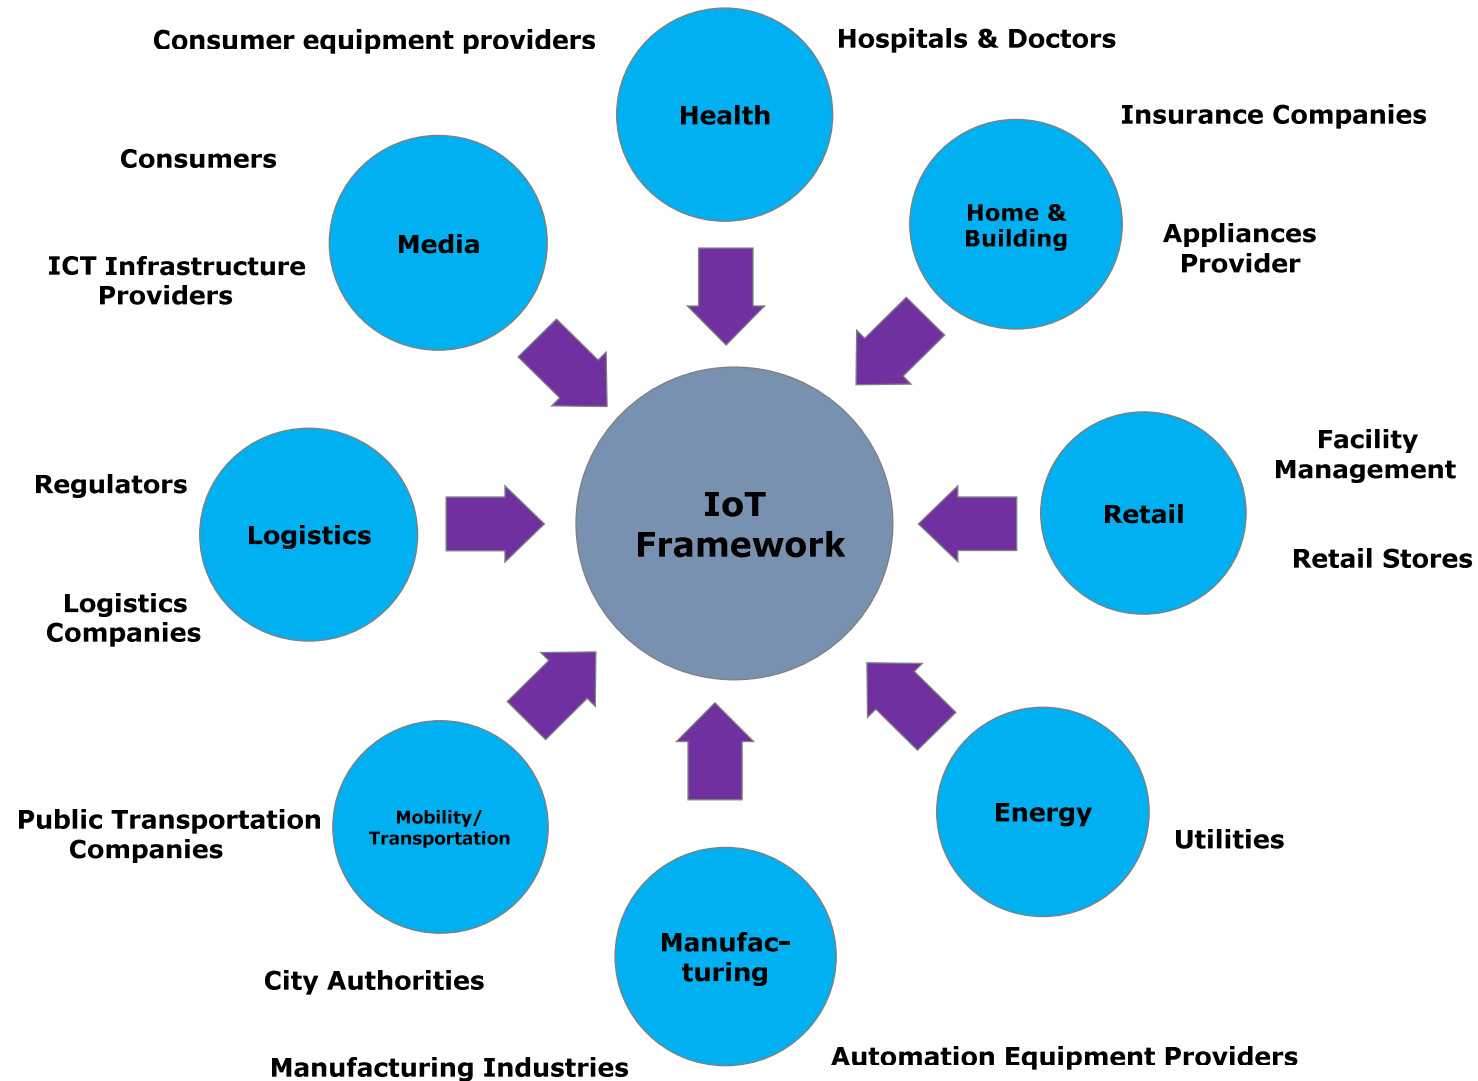 Consumer equipment providers
Hospitals & Doctors
Health
Insurance Companies
Consumers
Media
Home &
Building
Appliances
Provider
ICT Infrastructure
Providers
Facility
Management
Regulators
Logistics
IoT
Framework
Retail
Retail Stores
Logistics
Companies
Public Transportation
Companies
Mobility/
Transportation
Energy
Utilities
Manufac-
turing
City Authorities
Manufacturing Industries
Automation Equipment Providers